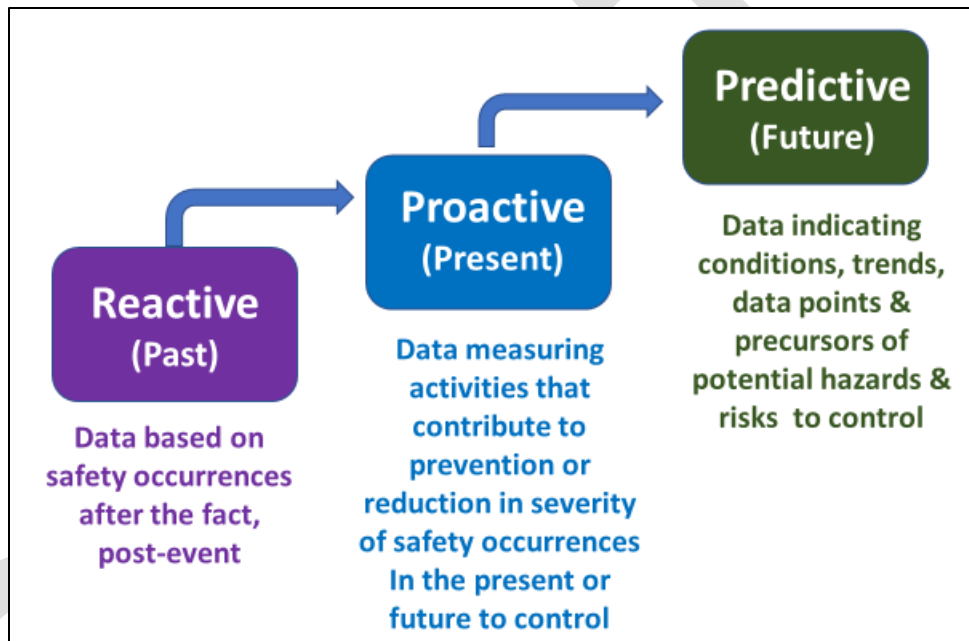 Reactive
(Past)
Data based on
safety occurrences
after the fact,
post-event
Proactive
(Present)
Data measuring
activities that
contribute to
prevention or
reduction in severity
of safety occurrences
In the present or
future to control
Predictive
(Future)
Data indicating
conditions, trends,
data points &
precursors of
potential hazards &
risks to control